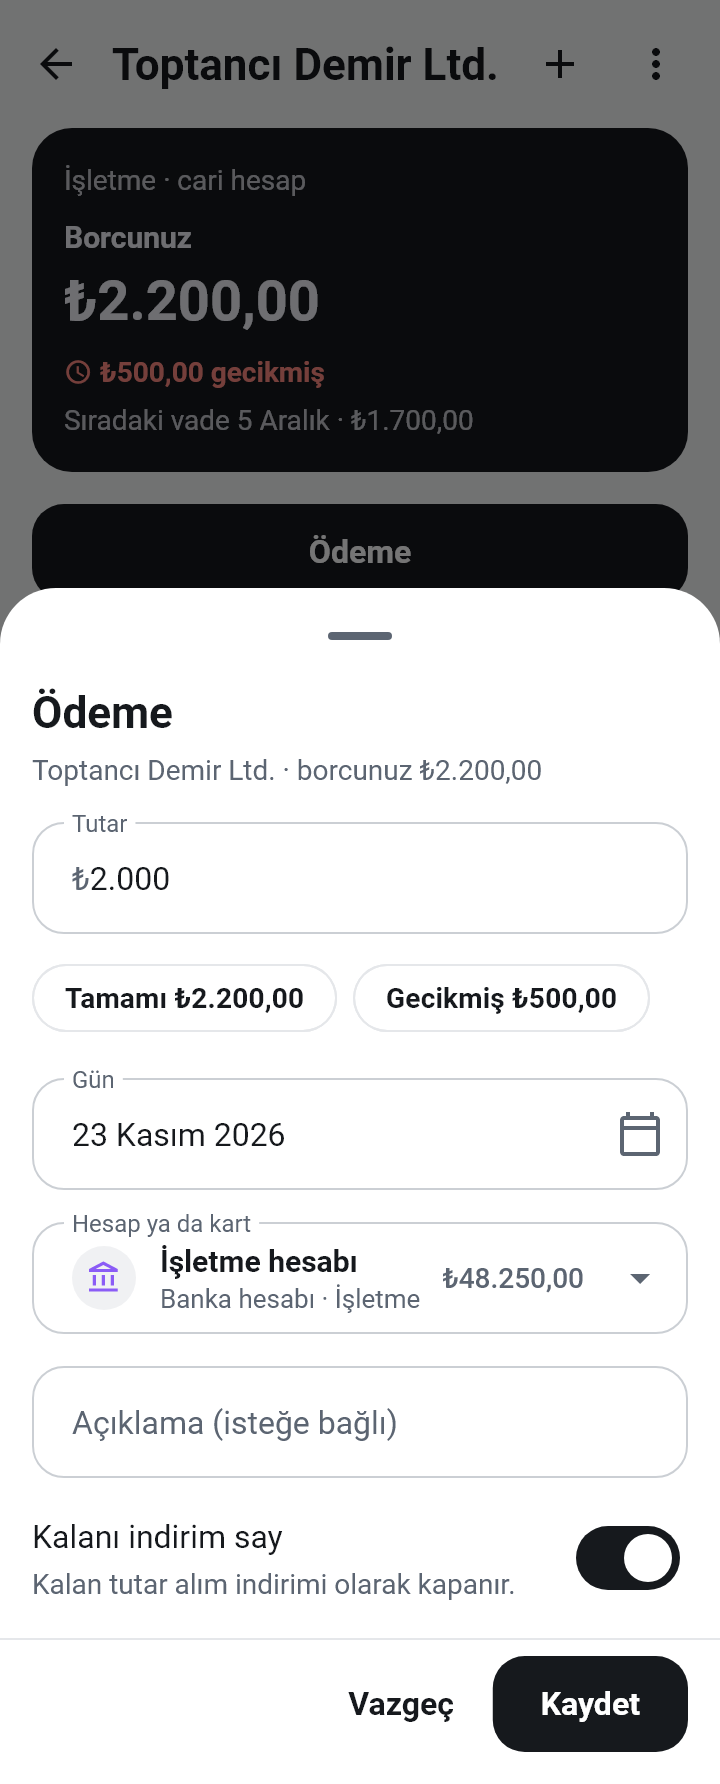 Toptancı Demir Ltd.
İşletme · cari hesap
Borcunuz
₺2.200,00
₺500,00 gecikmiş
Sıradaki vade 5 Aralık · ₺1.700,00
Ödeme
Ödeme
Toptancı Demir Ltd. · borcunuz ₺2.200,00
Tutar
₺2.000
Tamamı ₺2.200,00 Gecikmiş ₺500,00
Gün
23 Kasım 2026
Hesap ya da kart
İşletme hesabı
₺48.250,00
Banka hesabı · İşletme
Açıklama (isteğe bağlı)
Kalanı indirim say
Kalan tutar alım indirimi olarak kapanır.
Vazgeç Kaydet